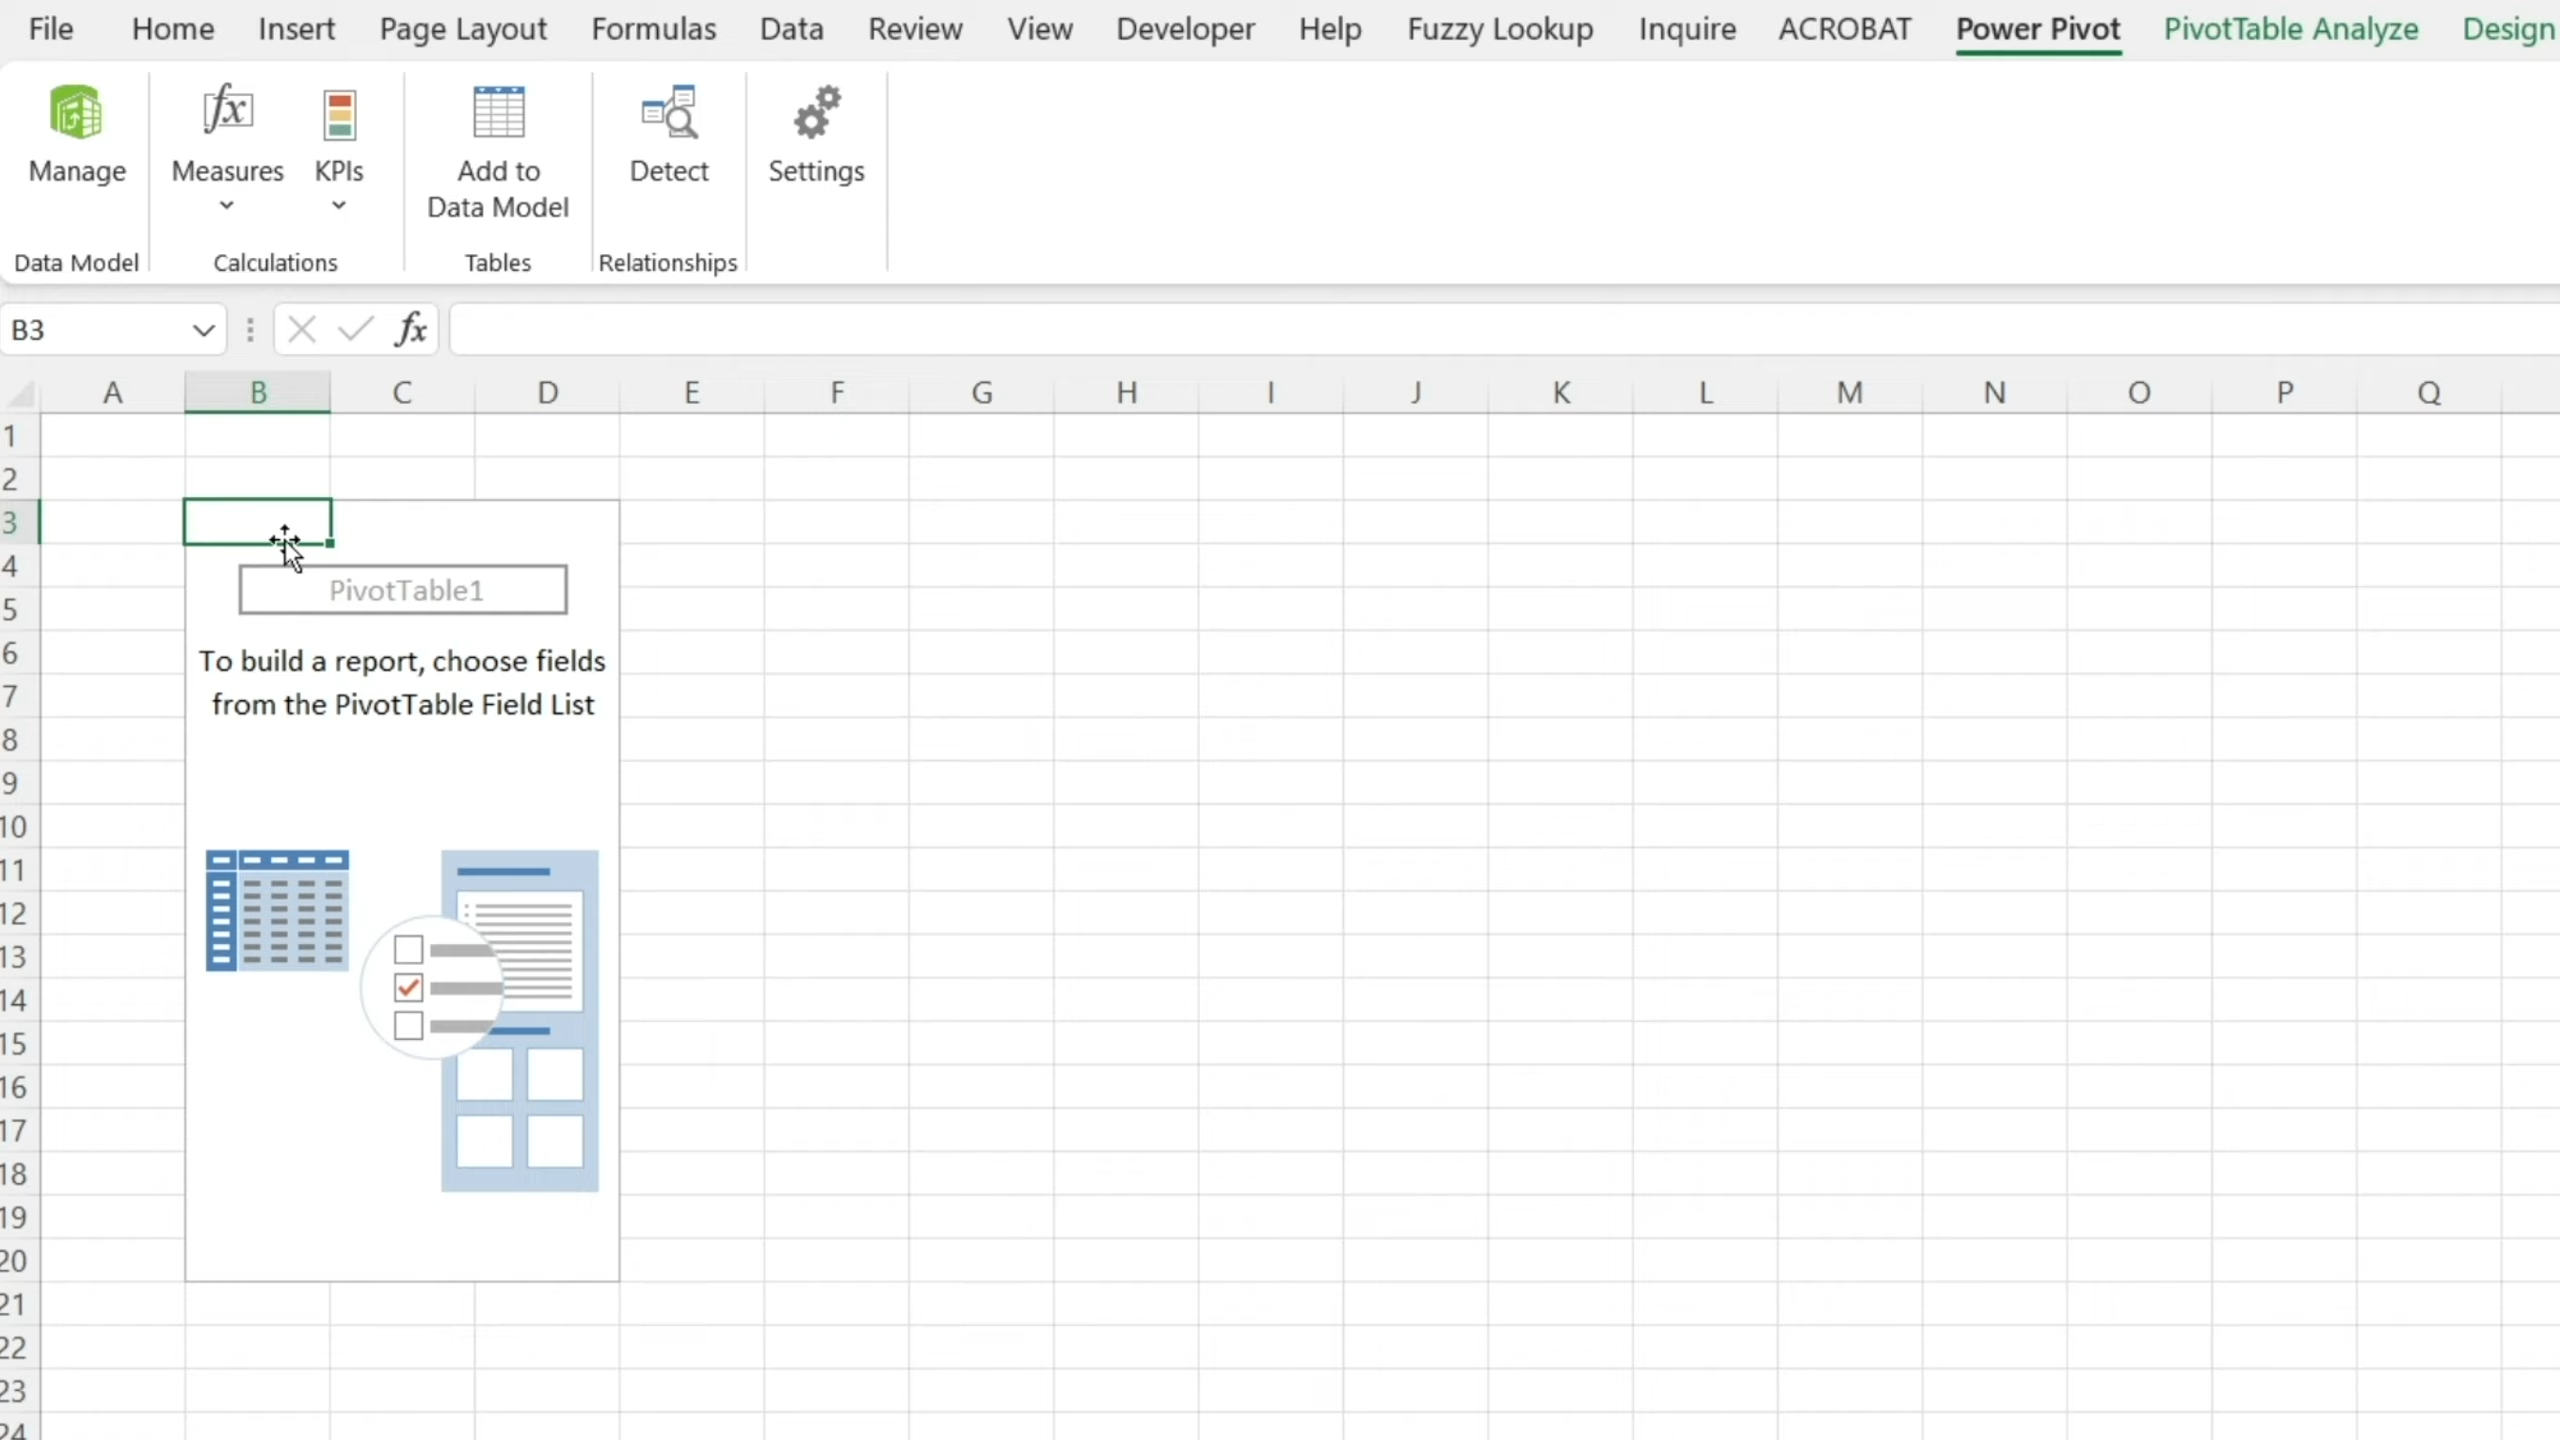 File Home Insert Page Layout Formulas Data Review View Developer Help Fuzzy Lookup Inquire ACROBAT Power Pivot PivotTable Analyze Design
Manage
Measures
KPIs
Add to
Data Model
Detect
Settings
Data Model
Calculations
Tables
Relationships
B3
fx
A B C D E F G H I J K L M N O P Q
1
2
3
4
PivotTable1
5
6
To build a report, choose fields
7
from the PivotTable Field List
8
9
10
11
12
13
14
15
16
17
18
19
20
21
22
23
24